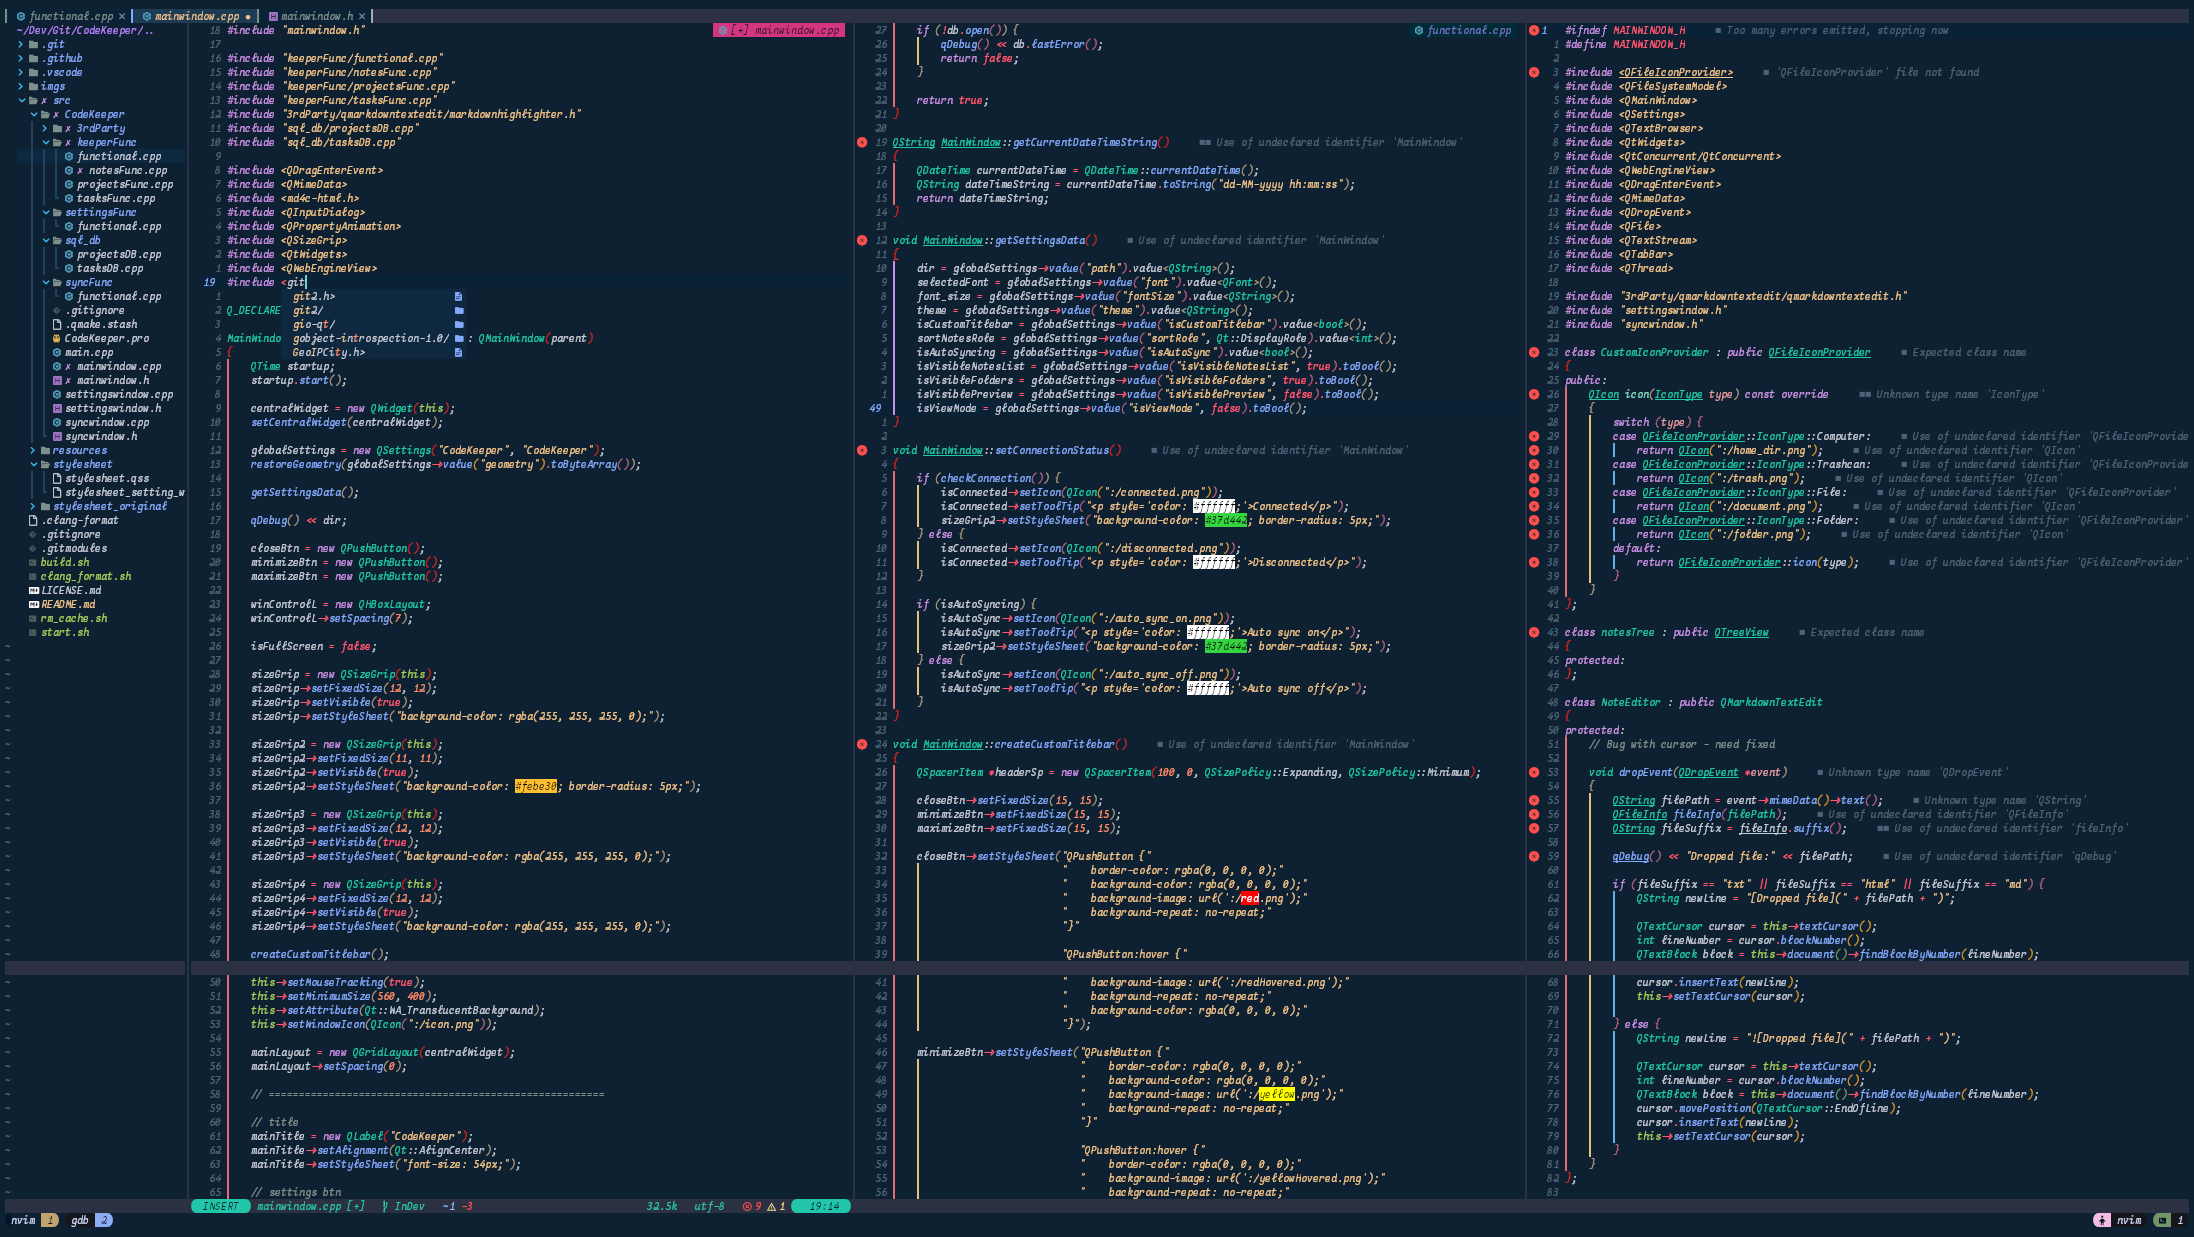 functional.cpp ✕ mainwindow.cpp ● mainwindow.h ✕
~/Dev/Git/CodeKeeper/..
.git
.github
.vscode
imgs
✗ src
✗ CodeKeeper
✗ 3rdParty
✗ keeperFunc
functional.cpp
✗ notesFunc.cpp
projectsFunc.cpp
tasksFunc.cpp
settingsFunc
functional.cpp
sql_db
projectsDB.cpp
tasksDB.cpp
syncFunc
functional.cpp
.gitignore
.qmake.stash
CodeKeeper.pro
main.cpp
✗ mainwindow.cpp
✗ mainwindow.h
settingswindow.cpp
settingswindow.h
syncwindow.cpp
syncwindow.h
resources
stylesheet
stylesheet.qss
stylesheet_setting_w
stylesheet_original
.clang-format
.gitignore
.gitmodules
build.sh
clang_format.sh
LICENSE.md
README.md
rm_cache.sh
start.sh
[+] mainwindow.cpp
18 #include "mainwindow.h"
17
16 #include "keeperFunc/functional.cpp"
15 #include "keeperFunc/notesFunc.cpp"
14 #include "keeperFunc/projectsFunc.cpp"
13 #include "keeperFunc/tasksFunc.cpp"
12 #include "3rdParty/qmarkdowntextedit/markdownhighlighter.h"
11 #include "sql_db/projectsDB.cpp"
10 #include "sql_db/tasksDB.cpp"
9
8 #include <QDragEnterEvent>
7 #include <QMimeData>
6 #include <md4c-html.h>
5 #include <QInputDialog>
4 #include <QPropertyAnimation>
3 #include <QSizeGrip>
2 #include <QtWidgets>
1 #include <QWebEngineView>
19 #include <git
1 git2.h>
2 Q_DECLARE git2/
3 gio-qt/
4 MainWindo gobject-introspection-1.0/ : QMainWindow(parent)
5 { GeoIPCity.h>
6 QTime startup;
7 startup.start();
8
9 centralWidget = new QWidget(this);
10 setCentralWidget(centralWidget);
11
12 globalSettings = new QSettings("CodeKeeper", "CodeKeeper");
13 restoreGeometry(globalSettings->value("geometry").toByteArray());
14
15 getSettingsData();
16
17 qDebug() << dir;
18
19 closeBtn = new QPushButton();
20 minimizeBtn = new QPushButton();
21 maximizeBtn = new QPushButton();
22
23 winControlL = new QHBoxLayout;
24 winControlL->setSpacing(7);
25
26 isFullScreen = false;
27
28 sizeGrip = new QSizeGrip(this);
29 sizeGrip->setFixedSize(12, 12);
30 sizeGrip->setVisible(true);
31 sizeGrip->setStyleSheet("background-color: rgba(255, 255, 255, 0);");
32
33 sizeGrip2 = new QSizeGrip(this);
34 sizeGrip2->setFixedSize(11, 11);
35 sizeGrip2->setVisible(true);
36 sizeGrip2->setStyleSheet("background-color: #febe30; border-radius: 5px;");
37
38 sizeGrip3 = new QSizeGrip(this);
39 sizeGrip3->setFixedSize(12, 12);
40 sizeGrip3->setVisible(true);
41 sizeGrip3->setStyleSheet("background-color: rgba(255, 255, 255, 0);");
42
43 sizeGrip4 = new QSizeGrip(this);
44 sizeGrip4->setFixedSize(12, 12);
45 sizeGrip4->setVisible(true);
46 sizeGrip4->setStyleSheet("background-color: rgba(255, 255, 255, 0);");
47
48 createCustomTitlebar();
50 this->setMouseTracking(true);
51 this->setMinimumSize(560, 400);
52 this->setAttribute(Qt::WA_TranslucentBackground);
53 this->setWindowIcon(QIcon(":/icon.png"));
54
55 mainLayout = new QGridLayout(centralWidget);
56 mainLayout->setSpacing(0);
57
58 // ========================================================
59
60 // title
61 mainTitle = new QLabel("CodeKeeper");
62 mainTitle->setAlignment(Qt::AlignCenter);
63 mainTitle->setStyleSheet("font-size: 54px;");
64
65 // settings btn
functional.cpp
27 if (!db.open()) {
26 qDebug() << db.lastError();
25 return false;
24 }
23
22 return true;
21 }
20
19 QString MainWindow::getCurrentDateTimeString() ■■ Use of undeclared identifier 'MainWindow'
18 {
17 QDateTime currentDateTime = QDateTime::currentDateTime();
16 QString dateTimeString = currentDateTime.toString("dd-MM-yyyy hh:mm:ss");
15 return dateTimeString;
14 }
13
12 void MainWindow::getSettingsData() ■ Use of undeclared identifier 'MainWindow'
11 {
10 dir = globalSettings->value("path").value<QString>();
9 selectedFont = globalSettings->value("font").value<QFont>();
8 font_size = globalSettings->value("fontSize").value<QString>();
7 theme = globalSettings->value("theme").value<QString>();
6 isCustomTitlebar = globalSettings->value("isCustomTitlebar").value<bool>();
5 sortNotesRole = globalSettings->value("sortRole", Qt::DisplayRole).value<int>();
4 isAutoSyncing = globalSettings->value("isAutoSync").value<bool>();
3 isVisibleNotesList = globalSettings->value("isVisibleNotesList", true).toBool();
2 isVisibleFolders = globalSettings->value("isVisibleFolders", true).toBool();
1 isVisiblePreview = globalSettings->value("isVisiblePreview", false).toBool();
49 isViewMode = globalSettings->value("isViewMode", false).toBool();
1 }
2
3 void MainWindow::setConnectionStatus() ■ Use of undeclared identifier 'MainWindow'
4 {
5 if (checkConnection()) {
6 isConnected->setIcon(QIcon(":/connected.png"));
7 isConnected->setToolTip("<p style='color: #ffffff;'>Connected</p>");
8 sizeGrip2->setStyleSheet("background-color: #37d442; border-radius: 5px;");
9 } else {
10 isConnected->setIcon(QIcon(":/disconnected.png"));
11 isConnected->setToolTip("<p style='color: #ffffff;'>Disconnected</p>");
12 }
13
14 if (isAutoSyncing) {
15 isAutoSync->setIcon(QIcon(":/auto_sync_on.png"));
16 isAutoSync->setToolTip("<p style='color: #ffffff;'>Auto sync on</p>");
17 sizeGrip2->setStyleSheet("background-color: #37d442; border-radius: 5px;");
18 } else {
19 isAutoSync->setIcon(QIcon(":/auto_sync_off.png"));
20 isAutoSync->setToolTip("<p style='color: #ffffff;'>Auto sync off</p>");
21 }
22 }
23
24 void MainWindow::createCustomTitlebar() ■ Use of undeclared identifier 'MainWindow'
25 {
26 QSpacerItem *headerSp = new QSpacerItem(100, 0, QSizePolicy::Expanding, QSizePolicy::Minimum);
27
28 closeBtn->setFixedSize(15, 15);
29 minimizeBtn->setFixedSize(15, 15);
30 maximizeBtn->setFixedSize(15, 15);
31
32 closeBtn->setStyleSheet("QPushButton {"
33 " border-color: rgba(0, 0, 0, 0);"
34 " background-color: rgba(0, 0, 0, 0);"
35 " background-image: url(':/red.png');"
36 " background-repeat: no-repeat;"
37 "}"
38
39 "QPushButton:hover {"
41 " background-image: url(':/redHovered.png');"
42 " background-repeat: no-repeat;"
43 " background-color: rgba(0, 0, 0, 0);"
44 "}");
45
46 minimizeBtn->setStyleSheet("QPushButton {"
47 " border-color: rgba(0, 0, 0, 0);"
48 " background-color: rgba(0, 0, 0, 0);"
49 " background-image: url(':/yellow.png');"
50 " background-repeat: no-repeat;"
51 "}"
52
53 "QPushButton:hover {"
54 " border-color: rgba(0, 0, 0, 0);"
55 " background-image: url(':/yellowHovered.png');"
56 " background-repeat: no-repeat;"
1 #ifndef MAINWINDOW_H ■ Too many errors emitted, stopping now
1 #define MAINWINDOW_H
2
3 #include <QFileIconProvider> ■ 'QFileIconProvider' file not found
4 #include <QFileSystemModel>
5 #include <QMainWindow>
6 #include <QSettings>
7 #include <QTextBrowser>
8 #include <QtWidgets>
9 #include <QtConcurrent/QtConcurrent>
10 #include <QWebEngineView>
11 #include <QDragEnterEvent>
12 #include <QMimeData>
13 #include <QDropEvent>
14 #include <QFile>
15 #include <QTextStream>
16 #include <QTabBar>
17 #include <QThread>
18
19 #include "3rdParty/qmarkdowntextedit/qmarkdowntextedit.h"
20 #include "settingswindow.h"
21 #include "syncwindow.h"
22
23 class CustomIconProvider : public QFileIconProvider ■ Expected class name
24 {
25 public:
26 QIcon icon(IconType type) const override ■■ Unknown type name 'IconType'
27 {
28 switch (type) {
29 case QFileIconProvider::IconType::Computer: ■ Use of undeclared identifier 'QFileIconProvide
30 return QIcon(":/home_dir.png"); ■ Use of undeclared identifier 'QIcon'
31 case QFileIconProvider::IconType::Trashcan: ■ Use of undeclared identifier 'QFileIconProvide
32 return QIcon(":/trash.png"); ■ Use of undeclared identifier 'QIcon'
33 case QFileIconProvider::IconType::File: ■ Use of undeclared identifier 'QFileIconProvider'
34 return QIcon(":/document.png"); ■ Use of undeclared identifier 'QIcon'
35 case QFileIconProvider::IconType::Folder: ■ Use of undeclared identifier 'QFileIconProvider'
36 return QIcon(":/folder.png"); ■ Use of undeclared identifier 'QIcon'
37 default:
38 return QFileIconProvider::icon(type); ■ Use of undeclared identifier 'QFileIconProvider'
39 }
40 }
41 };
42
43 class notesTree : public QTreeView ■ Expected class name
44 {
45 protected:
46 };
47
48 class NoteEditor : public QMarkdownTextEdit
49 {
50 protected:
51 // Bug with cursor - need fixed
52
53 void dropEvent(QDropEvent *event) ■ Unknown type name 'QDropEvent'
54 {
55 QString filePath = event->mimeData()->text(); ■ Unknown type name 'QString'
56 QFileInfo fileInfo(filePath); ■ Use of undeclared identifier 'QFileInfo'
57 QString fileSuffix = fileInfo.suffix(); ■■ Use of undeclared identifier 'fileInfo'
58
59 qDebug() << "Dropped file:" << filePath; ■ Use of undeclared identifier 'qDebug'
60
61 if (fileSuffix == "txt" || fileSuffix == "html" || fileSuffix == "md") {
62 QString newLine = "[Dropped file](" + filePath + ")";
63
64 QTextCursor cursor = this->textCursor();
65 int lineNumber = cursor.blockNumber();
66 QTextBlock block = this->document()->findBlockByNumber(lineNumber);
68 cursor.insertText(newLine);
69 this->setTextCursor(cursor);
70
71 } else {
72 QString newLine = "![Dropped file](" + filePath + ")";
73
74 QTextCursor cursor = this->textCursor();
75 int lineNumber = cursor.blockNumber();
76 QTextBlock block = this->document()->findBlockByNumber(lineNumber);
77 cursor.movePosition(QTextCursor::EndOfLine);
78 cursor.insertText(newLine);
79 this->setTextCursor(cursor);
80 }
81 }
82 };
83
INSERT mainwindow.cpp [+] InDev ~1 -3 32.5k utf-8 9 1 19:14
nvim 1 gdb 2 nvim 1